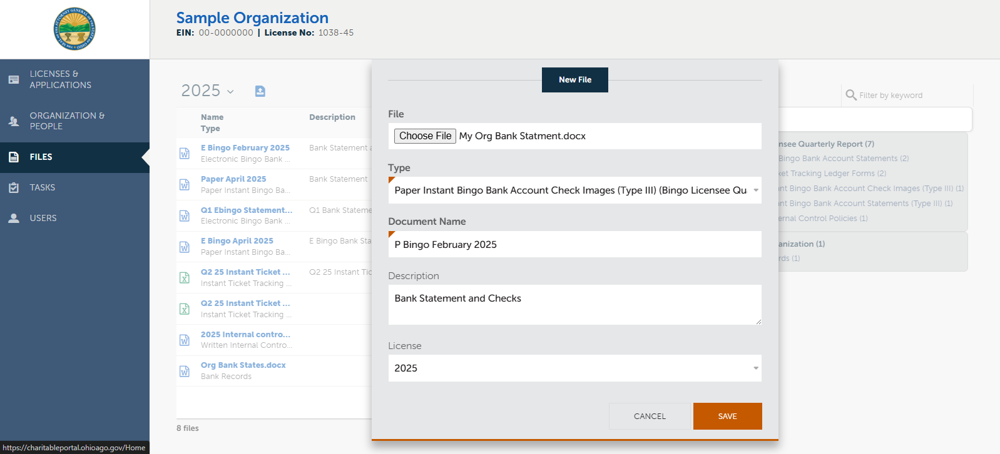 Sample Organization
EIN: 00-0000000 | License No: 1038-45
LICENSES &
APPLICATIONS
ORGANIZATION &
PEOPLE
FILES
TASKS
USERS
2025
Filter by keyword
Name
Type
Description
E Bingo February 2025
Electronic Bingo Bank ...
Bank Statement
Paper April 2025
Paper Instant Bingo Ba...
Bank Statement
Q1 Ebingo Statement...
Electronic Bingo Bank ...
Q1 Bank Stateme
E Bingo April 2025
Paper Instant Bingo Ba...
E Bingo Bank Sta
Q2 25 Instant Ticket ...
Instant Ticket Tracking ...
Q2 25 Instant Tic
Q2 25 Instant Ticket ...
Instant Ticket Tracking ...
2025 Internal contro...
Written Internal Contro...
Org Bank States.docx
Bank Records
8 files
New File
File
Choose File My Org Bank Statment.docx
Type
Paper Instant Bingo Bank Account Check Images (Type III) (Bingo Licensee Qu
Document Name
P Bingo February 2025
Description
Bank Statement and Checks
License
2025
CANCEL
SAVE
nsee Quarterly Report (7)
Bingo Bank Account Statements (2)
ket Tracking Ledger Forms (2)
nt Bingo Bank Account Check Images (Type III) (1)
nt Bingo Bank Account Statements (Type III) (1)
ernal Control Policies (1)
anization (1)
rds (1)
https://charitableportal.ohioago.gov/Home